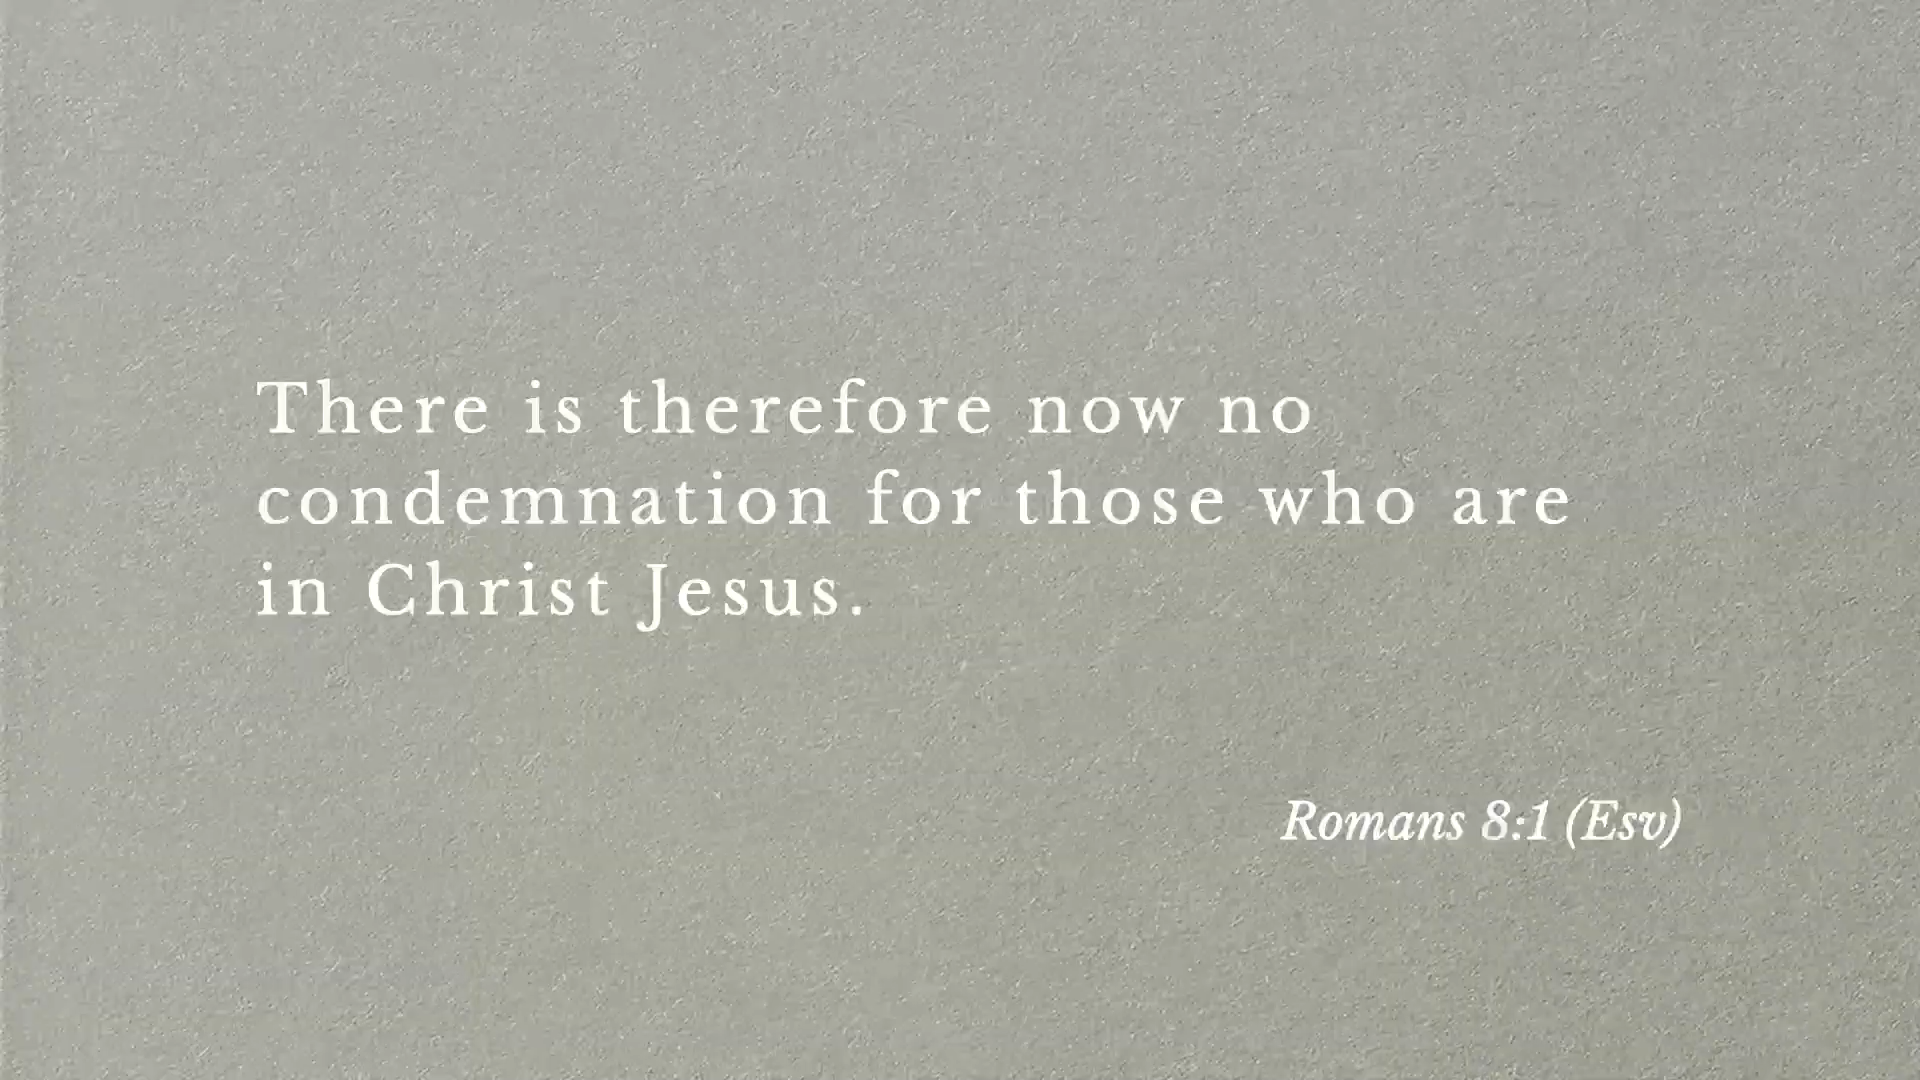 There is therefore now no
condemnation for those who are
in Christ Jesus.
Romans 8:1 (Esv)